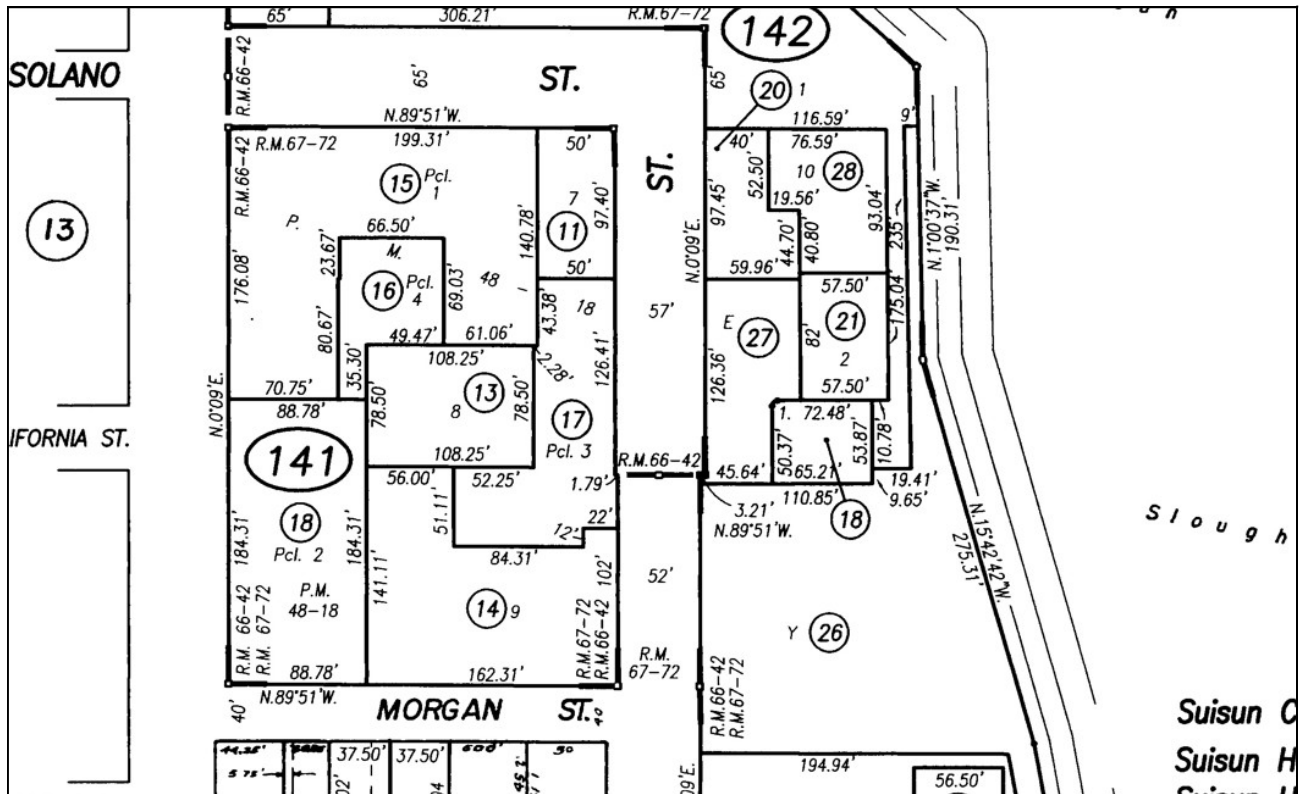 65'
306.21'
R.M.67-72
142
SOLANO
ST.
R.M.66-42
65'
65'
20
1
116.59'
9'
N.89°51'W.
199.31'
R.M.67-72
50'
40'
76.59'
R.M.66-42
15
Pcl.
1
7
97.40'
ST.
52.50'
10
28
13
P.
66.50'
140.78'
11
97.45'
19.56'
93.04'
235'
N.1°00'37"W.
190.31'
23.67'
M.
N.0°09'E.
44.70'
40.80'
176.08'
16
Pcl.
4
69.03'
48
50'
59.96'
57.50'
175.04'
43.38'
18
57'
E
27
82'
21
2
80.67'
49.47'
61.06'
108.25'
2.28'
126.41'
126.36'
35.30'
70.75'
57.50'
N.0°09'E.
88.78'
78.50'
13
8
78.50'
17
Pcl. 3
1.
72.48'
IFORNIA ST.
141
108.25'
R.M.66-42
50.37'
53.87'
10.78'
56.00'
52.25'
1.79'
45.64'
65.21'
19.41'
9.65'
110.85'
3.21'
N.89°51'W.
18
18
Pcl. 2
51.11'
22'
12'
184.31'
184.31'
84.31'
N.15°42'42"W.
275.31'
Slough
141.11'
102'
52'
P.M.
48-18
14
9
R.M. 66-42
R.M. 67-72
R.M.67-72
R.M.66-42
Y
26
R.M.
67-72
R.M.66-42
R.M.67-72
88.78'
162.31'
N.89°51'W.
40'
MORGAN
ST.
40'
Suisun C
37.50'
37.50'
50
5.75'
194.94'
Suisun H
09'E.
56.50'